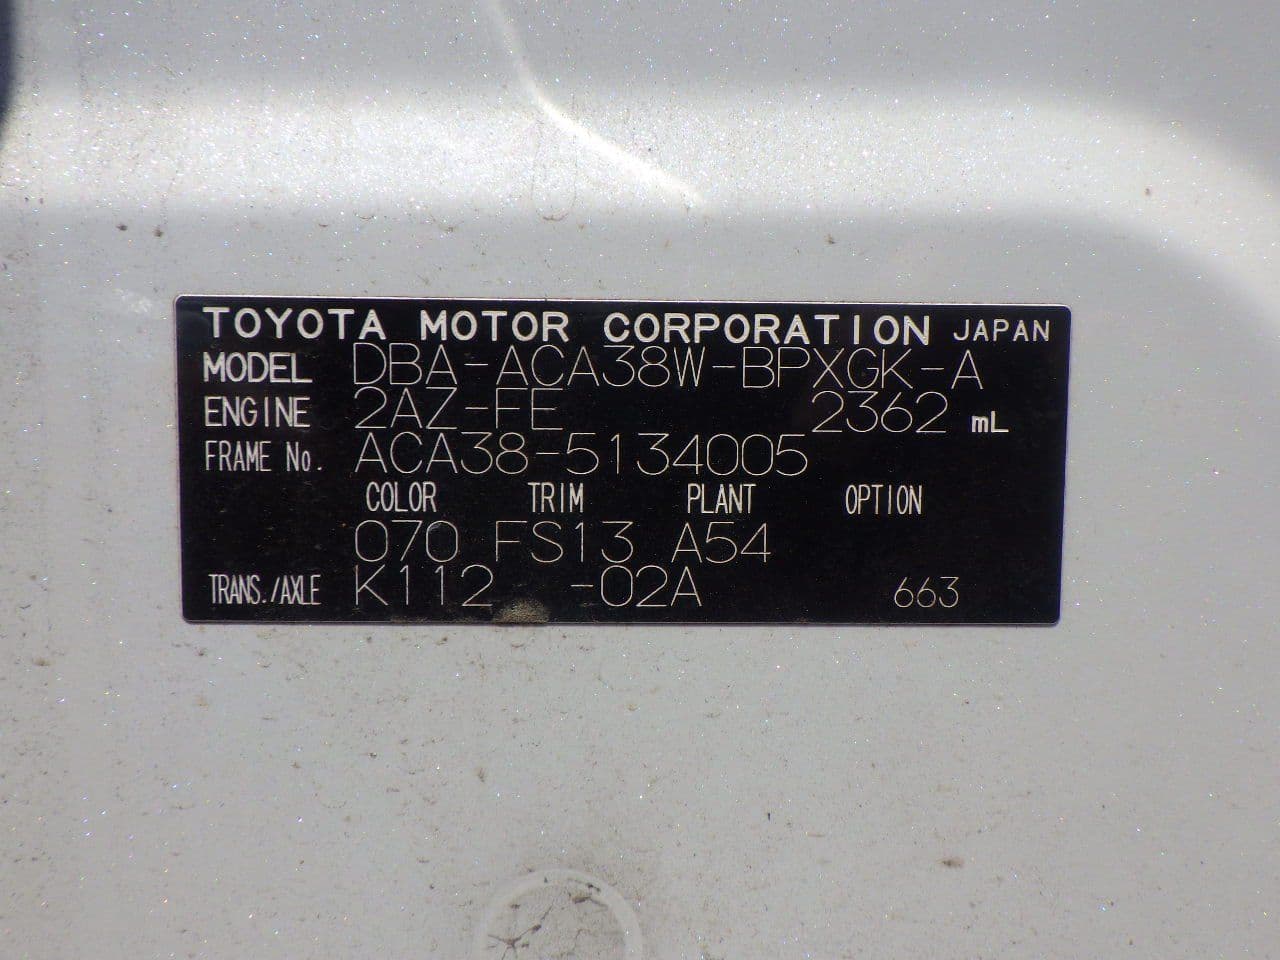 TOYOTA MOTOR CORPORATION JAPAN
MODEL DBA-ACA38W-BPXGK-A
ENGINE 2AZ-FE 2362 mL
FRAME No. ACA38-5134005
COLOR TRIM PLANT OPTION
070 FS13 A54
TRANS./AXLE K112 -02A 663